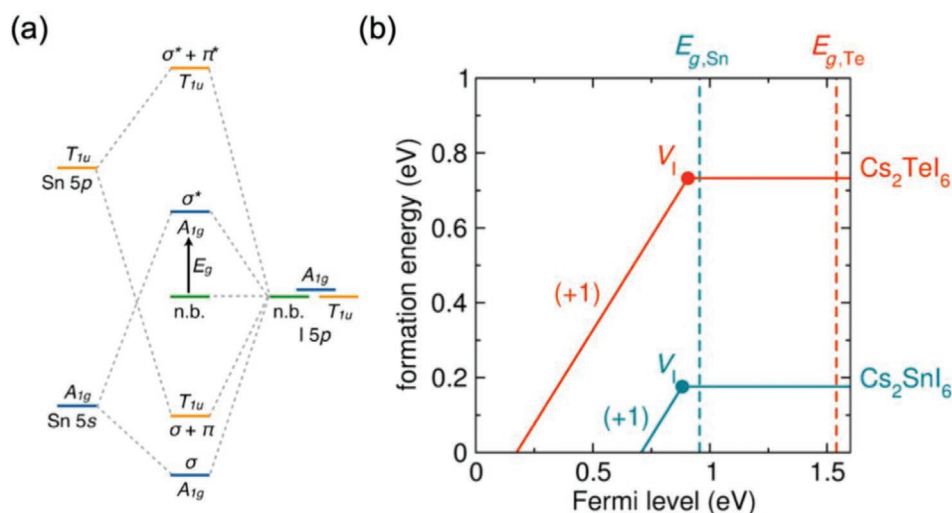 (a)
σ* + π*
T1u
T1u
Sn 5p
σ*
A1g
Eg
n.b.
A1g
n.b.
T1u
I 5p
A1g
Sn 5s
T1u
σ + π
σ
A1g
(b)
Eg,Sn
Eg,Te
1
0.8
0.6
0.4
0.2
0
formation energy (eV)
VI
Cs2TeI6
(+1)
VI
Cs2SnI6
(+1)
0
0.5
1
1.5
Fermi level (eV)